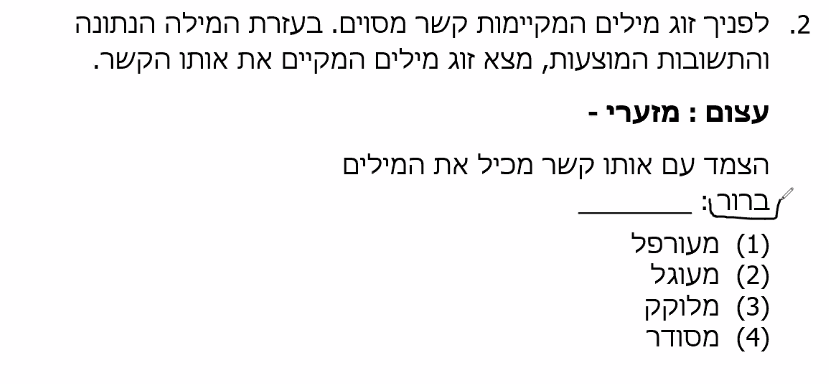 2. לפניך זוג מילים המקיימות קשר מסוים. בעזרת המילה הנתונה
והתשובות המוצעות, מצא זוג מילים המקיים את אותו הקשר.
עצום : מזערי -
הצמד עם אותו קשר מכיל את המילים
ברור : ________
(1) מעורפל
(2) מעוגל
(3) מלוקק
(4) מסודר